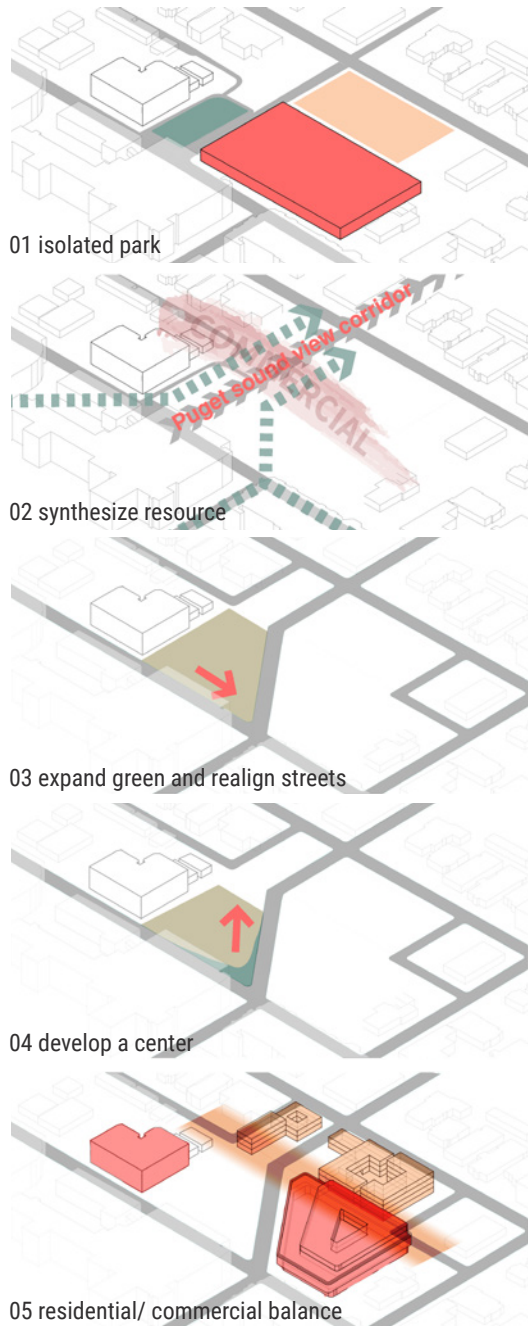 01 isolated park
COMMERCIAL
Puget sound view corridor
02 synthesize resource
03 expand green and realign streets
04 develop a center
05 residential/ commercial balance